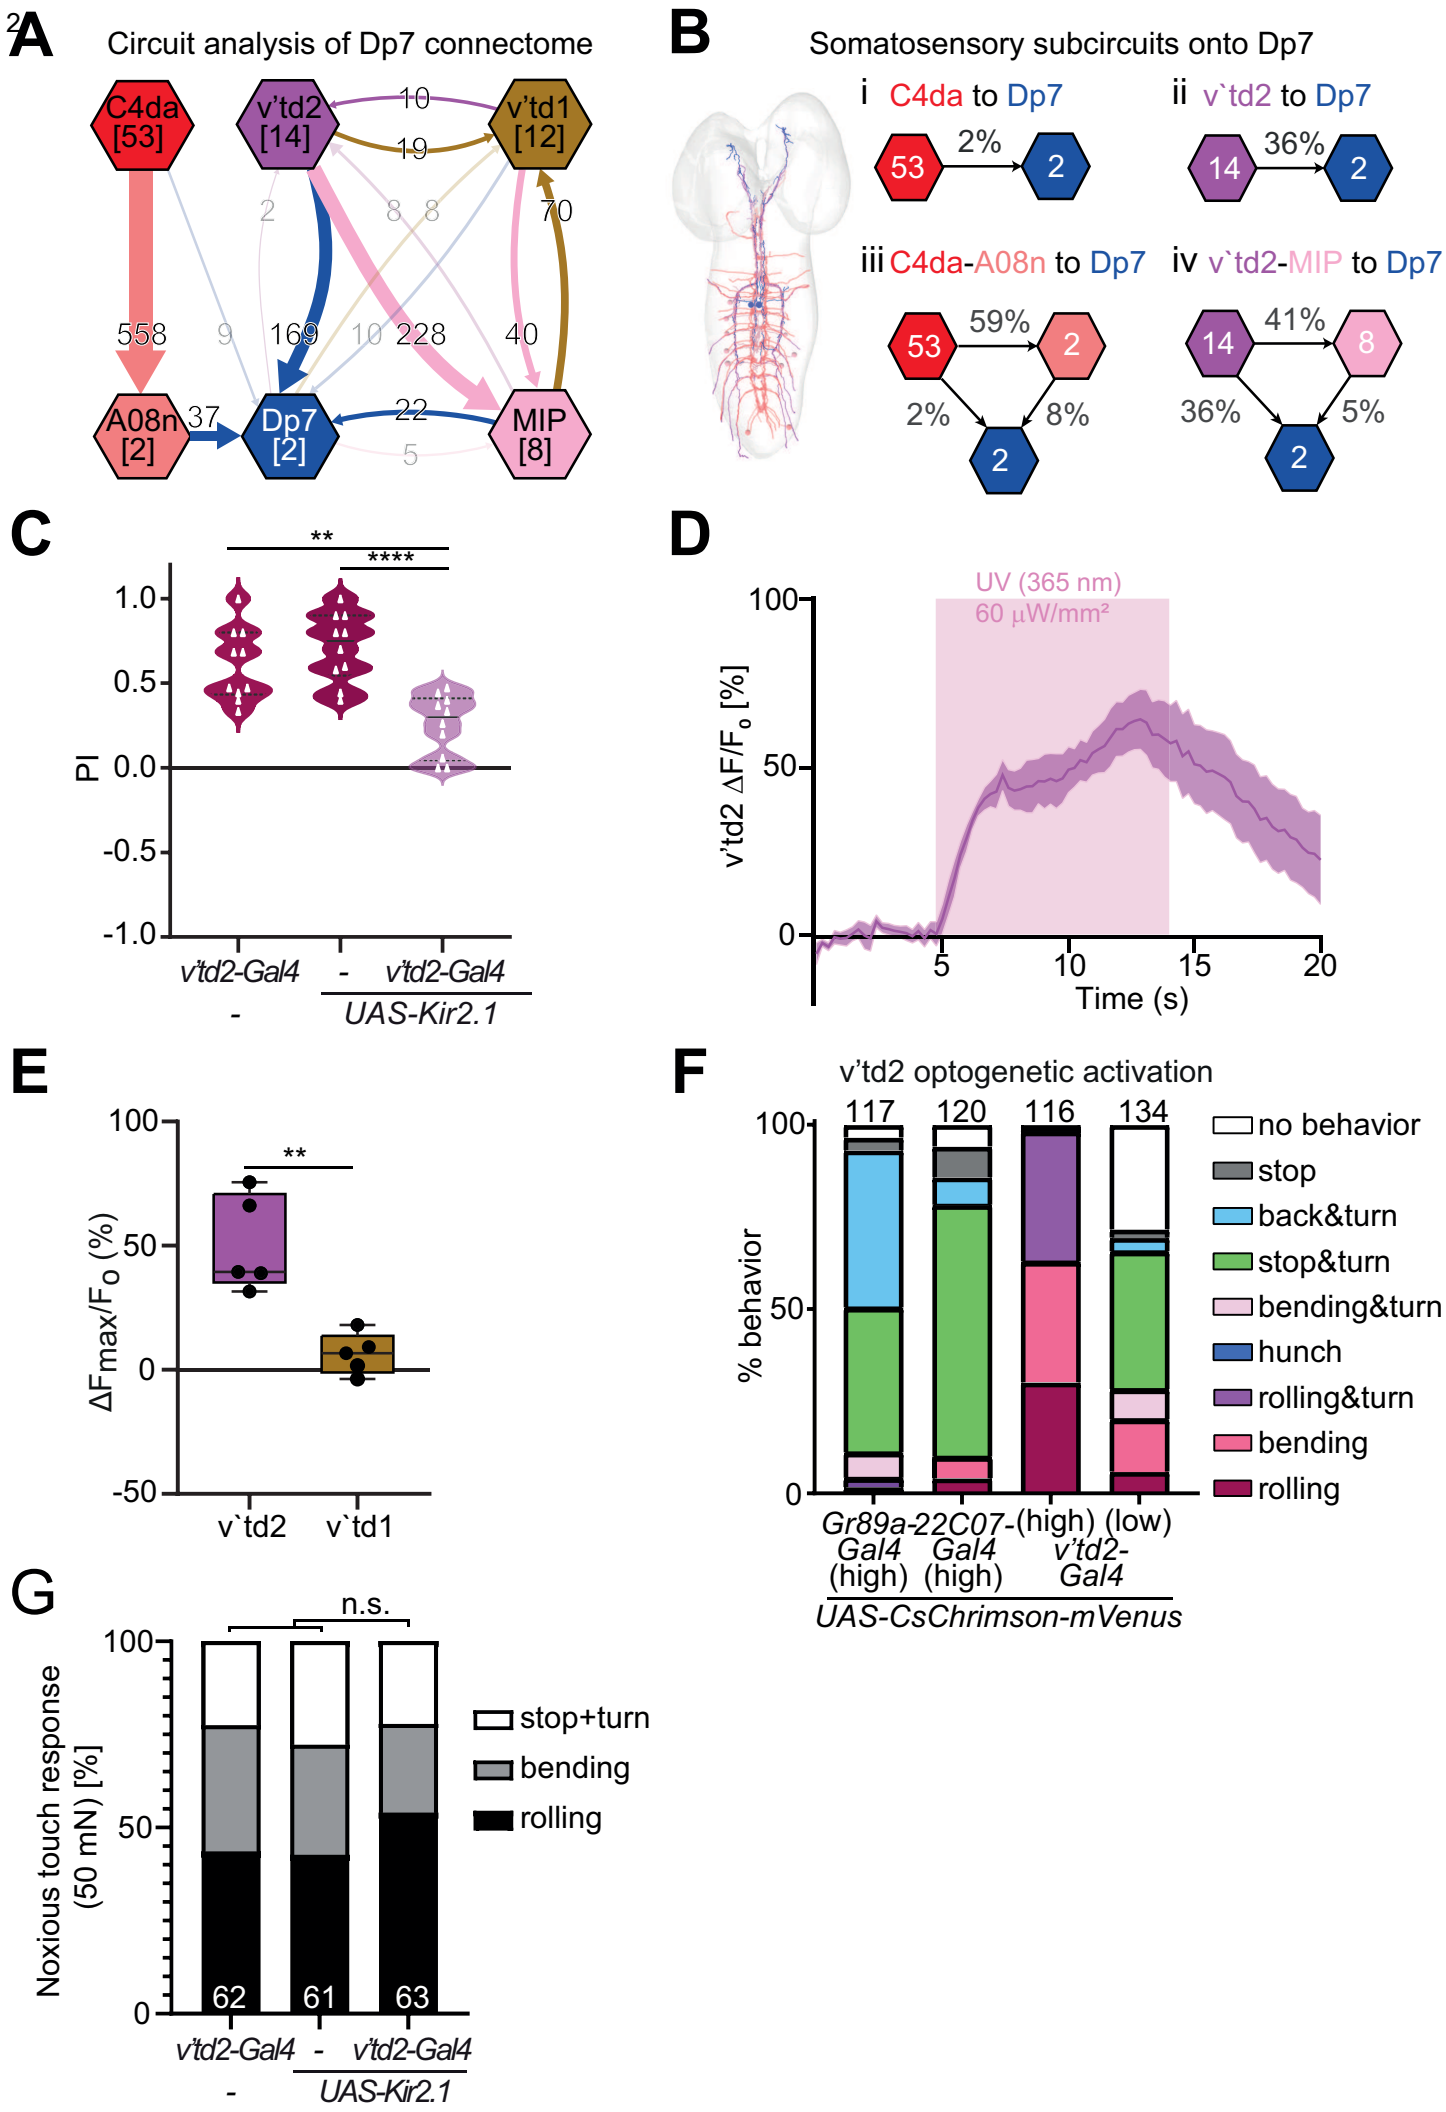 2
A
Circuit analysis of Dp7 connectome
C4da
[53]
v'td2
[14]
v'td1
[12]
10
19
2
8
8
70
558
9
169
10
228
40
A08n
[2]
37
Dp7
[2]
22
5
MIP
[8]
B
Somatosensory subcircuits onto Dp7
i C4da to Dp7
53
2%
2
ii v`td2 to Dp7
14
36%
2
iii C4da-A08n to Dp7
53
59%
2
2%
8%
2
iv v`td2-MIP to Dp7
14
41%
8
36%
5%
2
C
**
****
PI
1.0
0.5
0.0
-0.5
-1.0
v'td2-Gal4
-
v'td2-Gal4
-
UAS-Kir2.1
D
UV (365 nm)
60 µW/mm²
v'td2 ΔF/F₀ [%]
100
50
0
5
10
15
20
Time (s)
E
**
ΔFmax/F₀ (%)
100
50
0
-50
v`td2
v`td1
F
v'td2 optogenetic activation
117
120
116
134
% behavior
100
50
0
no behavior
stop
back&turn
stop&turn
bending&turn
hunch
rolling&turn
bending
rolling
Gr89a-
Gal4
(high)
22C07-
Gal4
(high)
(high)
(low)
v'td2-
Gal4
UAS-CsChrimson-mVenus
G
n.s.
Noxious touch response
(50 mN) [%]
100
50
0
62
61
63
stop+turn
bending
rolling
v'td2-Gal4
-
v'td2-Gal4
-
UAS-Kir2.1